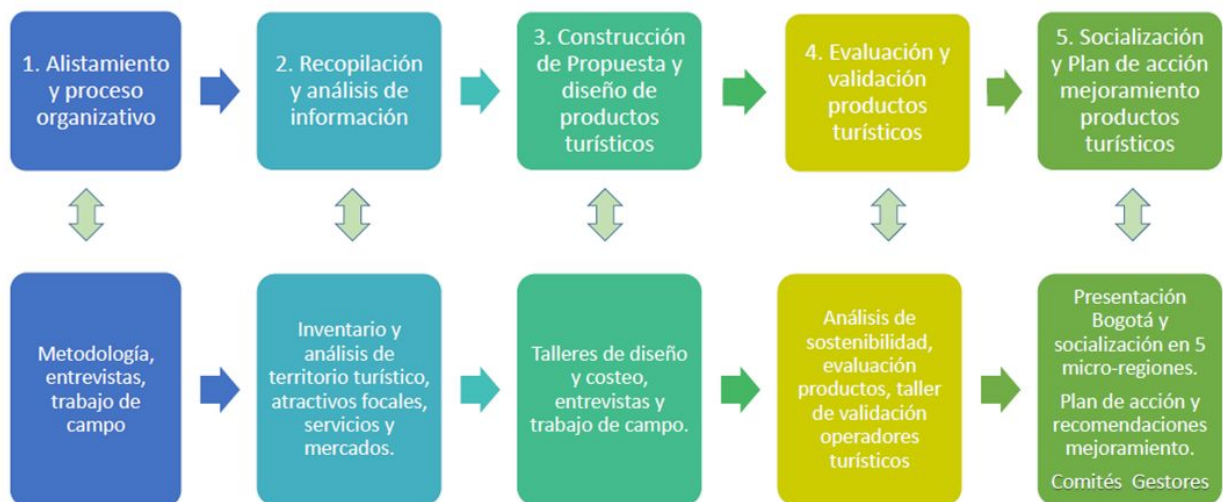 1. Alistamiento
y proceso
organizativo
2. Recopilación
y análisis de
información
3. Construcción
de Propuesta y
diseño de
productos
turísticos
4. Evaluación y
validación
productos
turísticos
5. Socialización
y Plan de acción
mejoramiento
productos
turísticos
Metodología,
entrevistas,
trabajo de
campo
Inventario y
análisis de
territorio turístico,
atractivos focales,
servicios y
mercados.
Talleres de diseño
y costeo,
entrevistas y
trabajo de campo.
Análisis de
sostenibilidad,
evaluación
productos, taller
de validación
operadores
turísticos
Presentación
Bogotá y
socialización en 5
micro-regiones.
Plan de acción y
recomendaciones
mejoramiento.
Comités Gestores